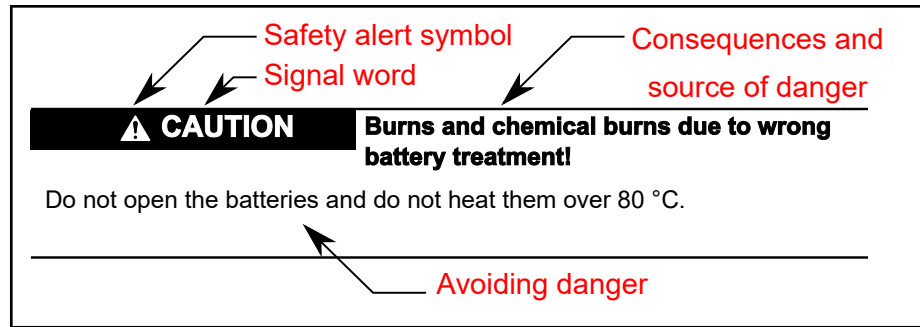 Safety alert symbol
Consequences and
Signal word
source of danger
CAUTION
Burns and chemical burns due to wrong
battery treatment!
Do not open the batteries and do not heat them over 80 °C.
Avoiding danger